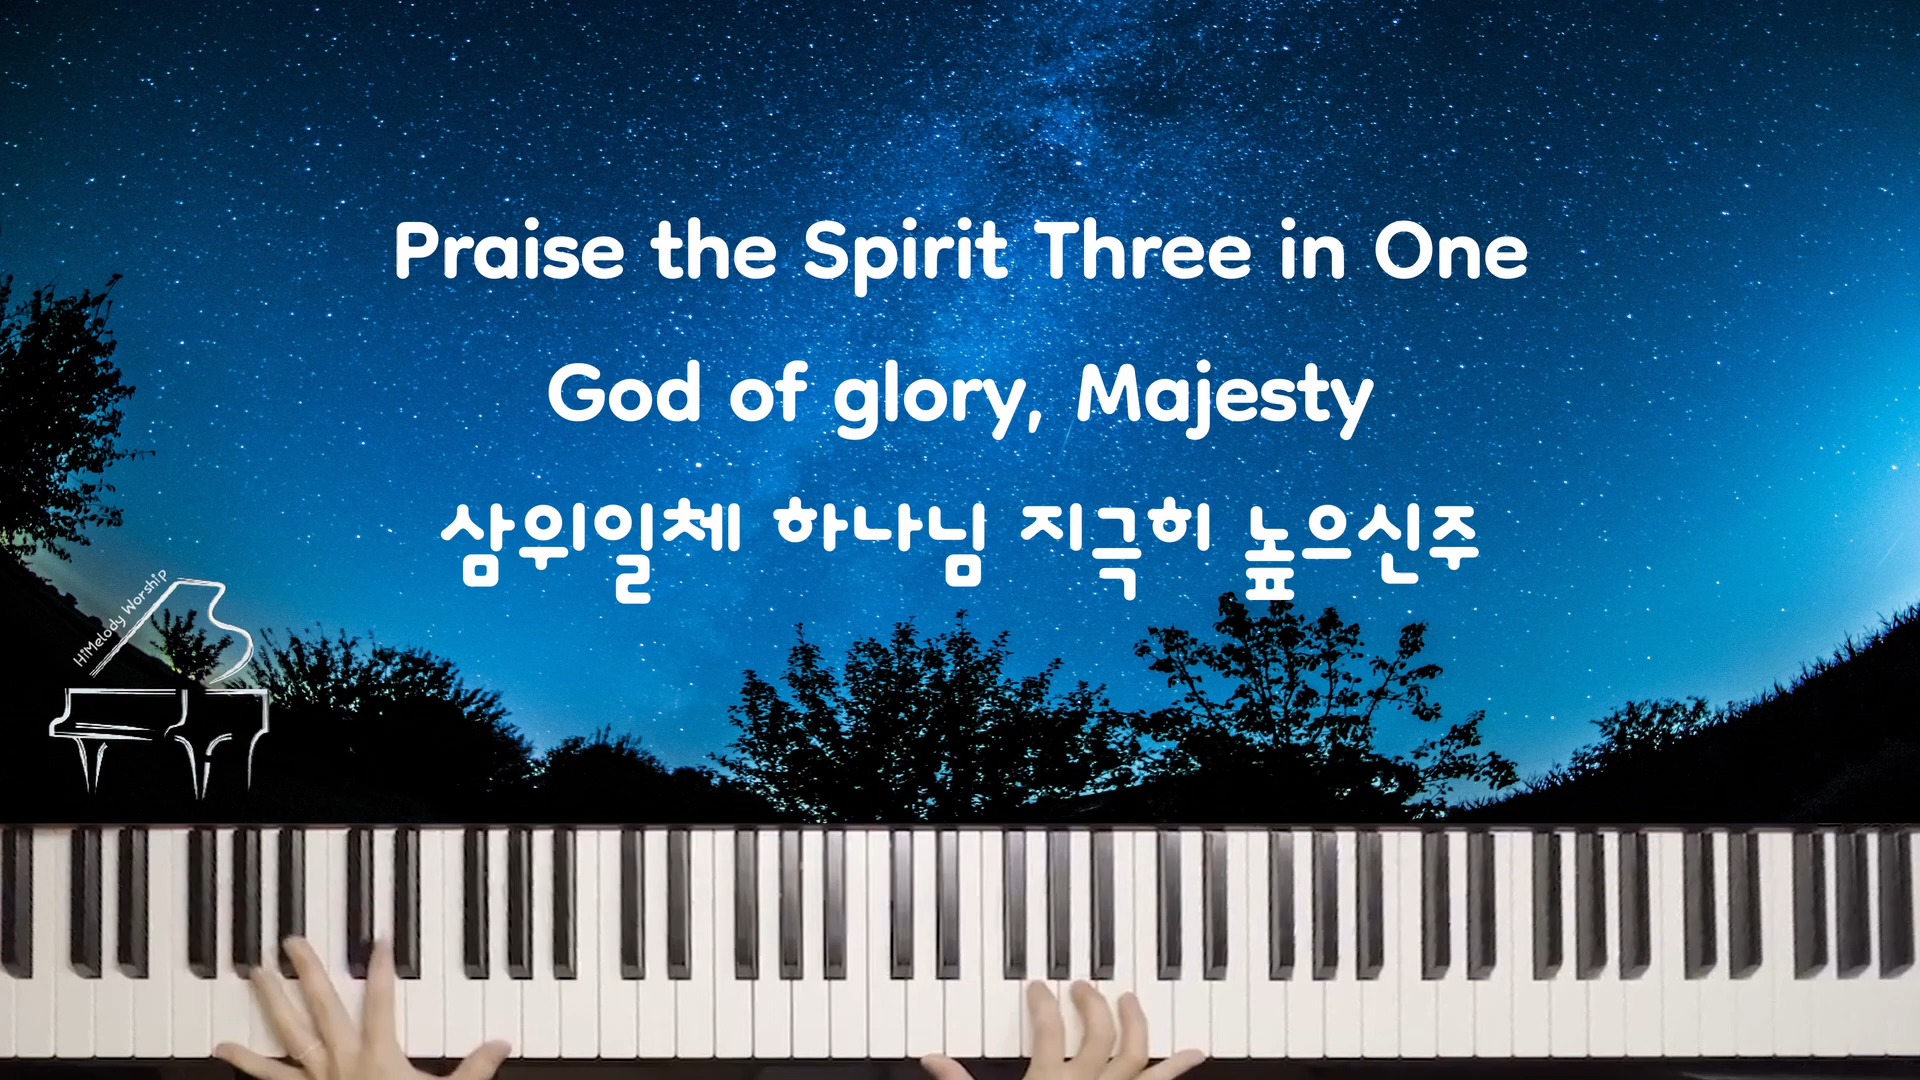 Praise the Spirit Three in One
God of glory, Majesty
삼위일체 하나님 지극히 높으신주
HiMelody Worship